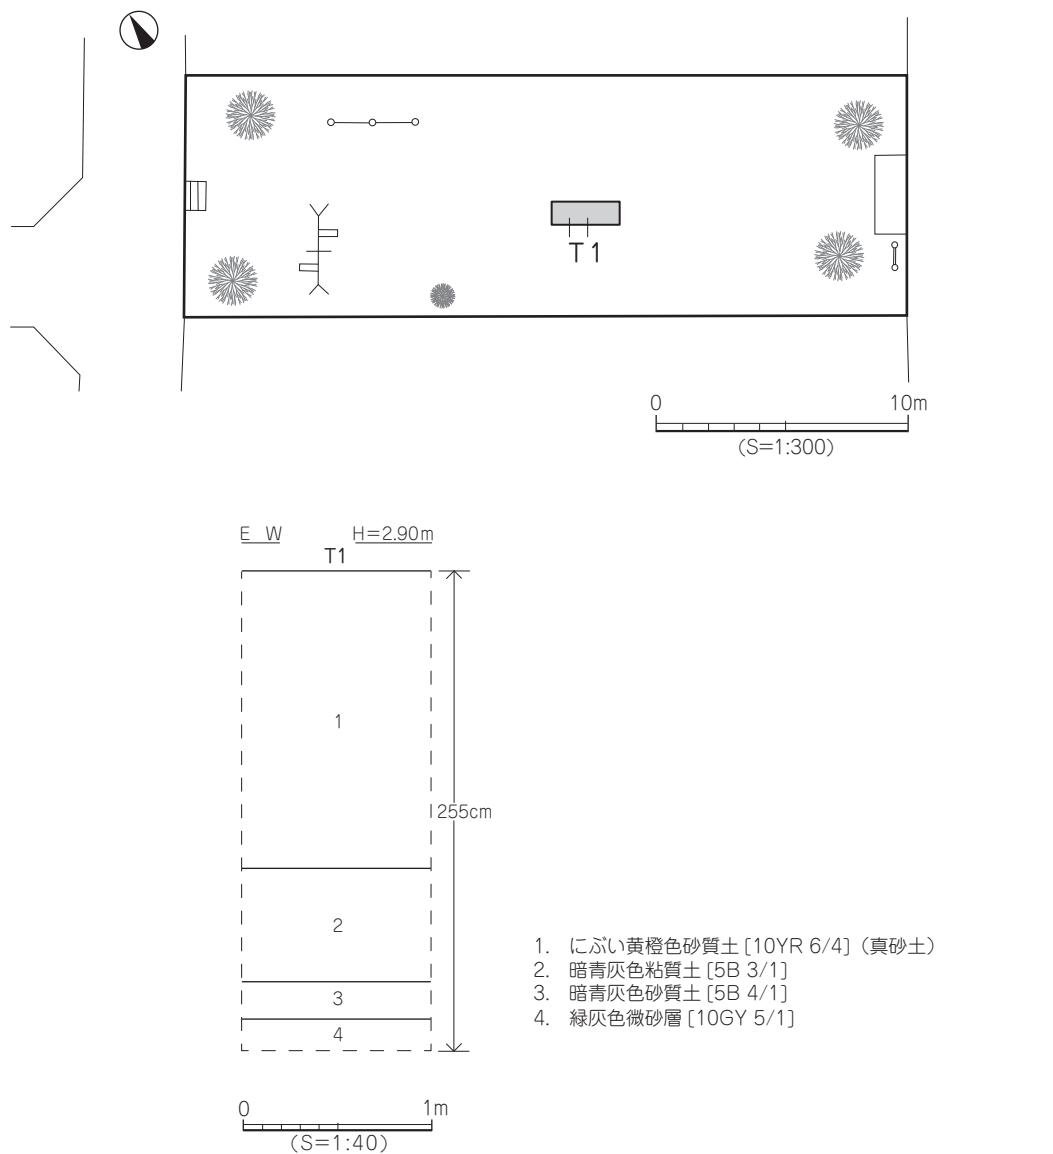 T1
0 10m
(S=1:300)
E W H=2.90m
T1
1
255cm
2
3
4
1. にぶい黄橙色砂質土 [10YR 6/4]（真砂土）
2. 暗青灰色粘質土 [5B 3/1]
3. 暗青灰色砂質土 [5B 4/1]
4. 緑灰色微砂層 [10GY 5/1]
0 1m
(S=1:40)